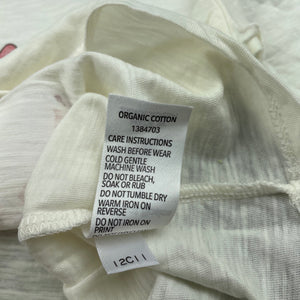 ORGANIC COTTON
1384703
CARE INSTRUCTIONS
WASH BEFORE WEAR
COLD GENTLE
MACHINE WASH
DO NOT BLEACH,
SOAK OR RUB
DO NOT TUMBLE DRY
WARM IRON ON
REVERSE
DO NOT IRON ON
PRINT
12C11